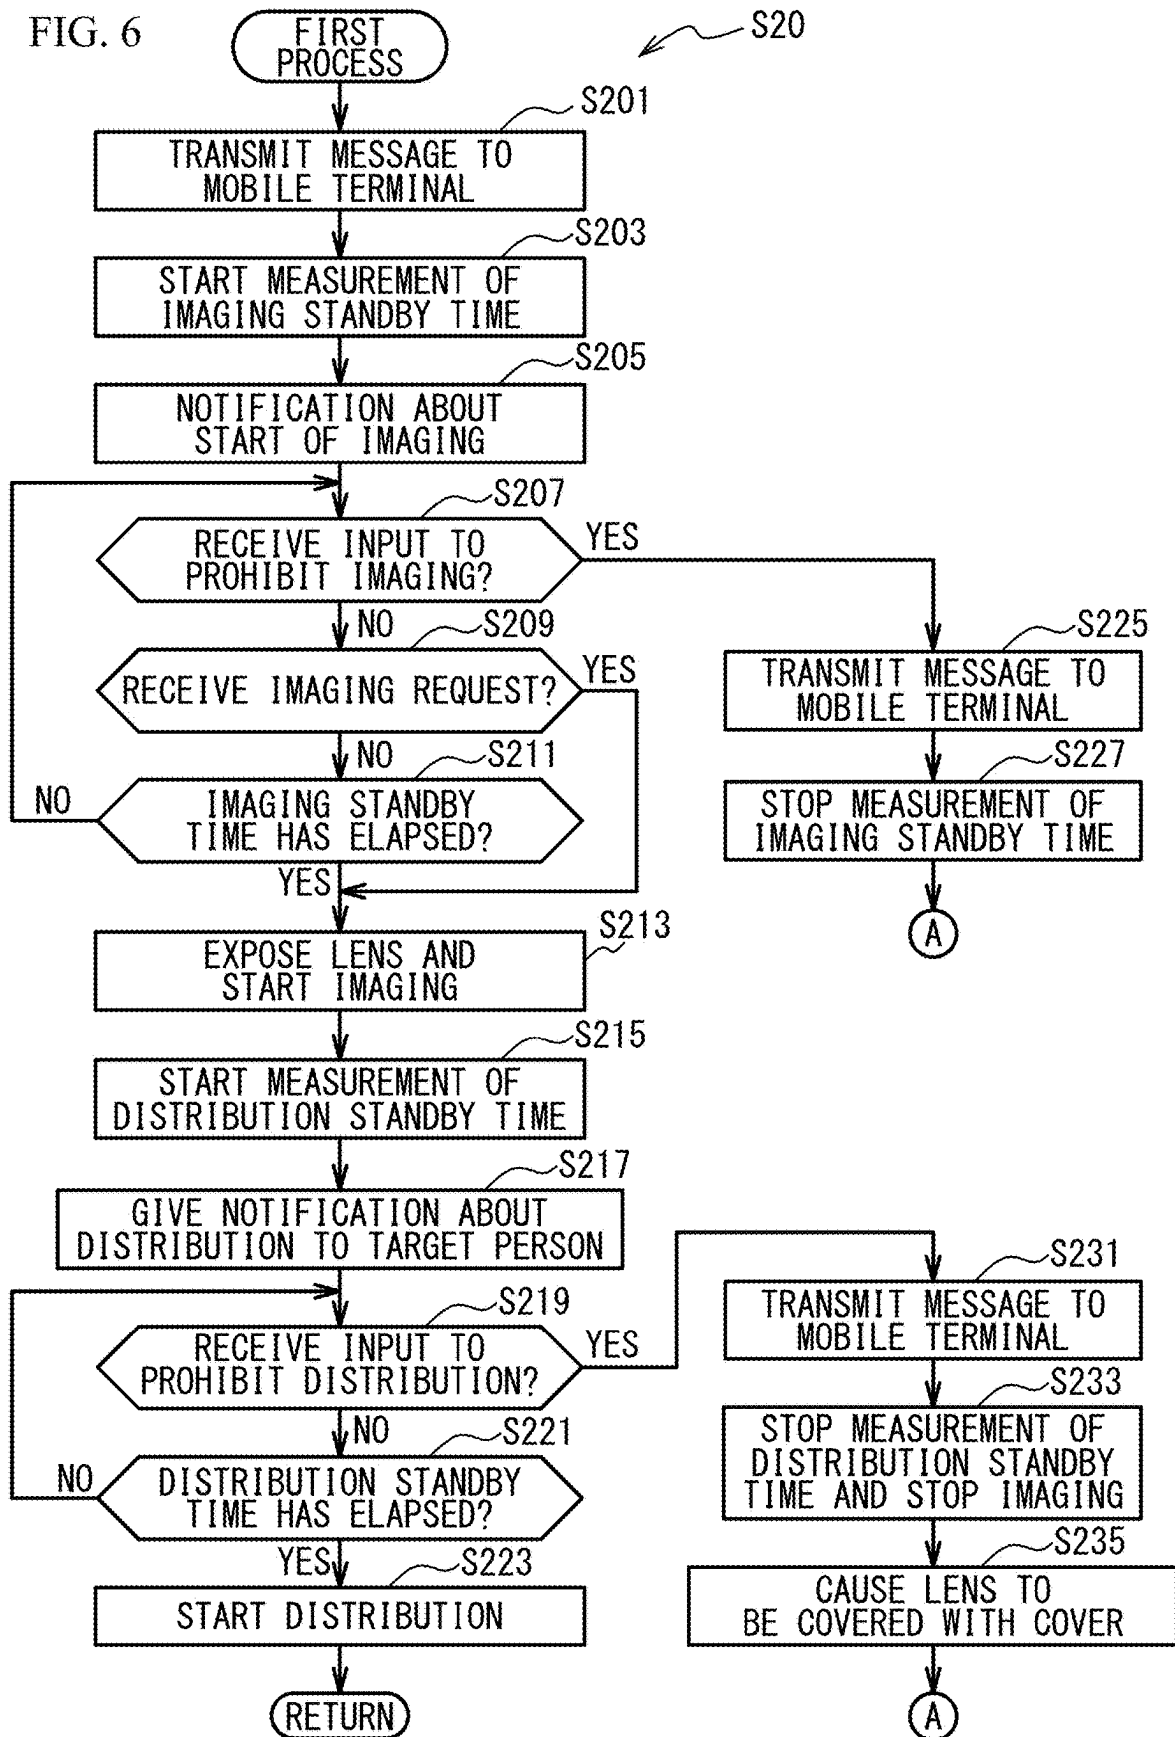 FIG. 6
S20
FIRST
PROCESS
S201
TRANSMIT MESSAGE TO
MOBILE TERMINAL
S203
START MEASUREMENT OF
IMAGING STANDBY TIME
S205
NOTIFICATION ABOUT
START OF IMAGING
S207
RECEIVE INPUT TO
PROHIBIT IMAGING?
YES
NO
S209
RECEIVE IMAGING REQUEST?
YES
NO
S211
IMAGING STANDBY
TIME HAS ELAPSED?
NO
YES
S225
TRANSMIT MESSAGE TO
MOBILE TERMINAL
S227
STOP MEASUREMENT OF
IMAGING STANDBY TIME
A
S213
EXPOSE LENS AND
START IMAGING
S215
START MEASUREMENT OF
DISTRIBUTION STANDBY TIME
S217
GIVE NOTIFICATION ABOUT
DISTRIBUTION TO TARGET PERSON
S219
RECEIVE INPUT TO
PROHIBIT DISTRIBUTION?
YES
NO
S221
DISTRIBUTION STANDBY
TIME HAS ELAPSED?
NO
YES
S223
START DISTRIBUTION
RETURN
S231
TRANSMIT MESSAGE TO
MOBILE TERMINAL
S233
STOP MEASUREMENT OF
DISTRIBUTION STANDBY
TIME AND STOP IMAGING
S235
CAUSE LENS TO
BE COVERED WITH COVER
A